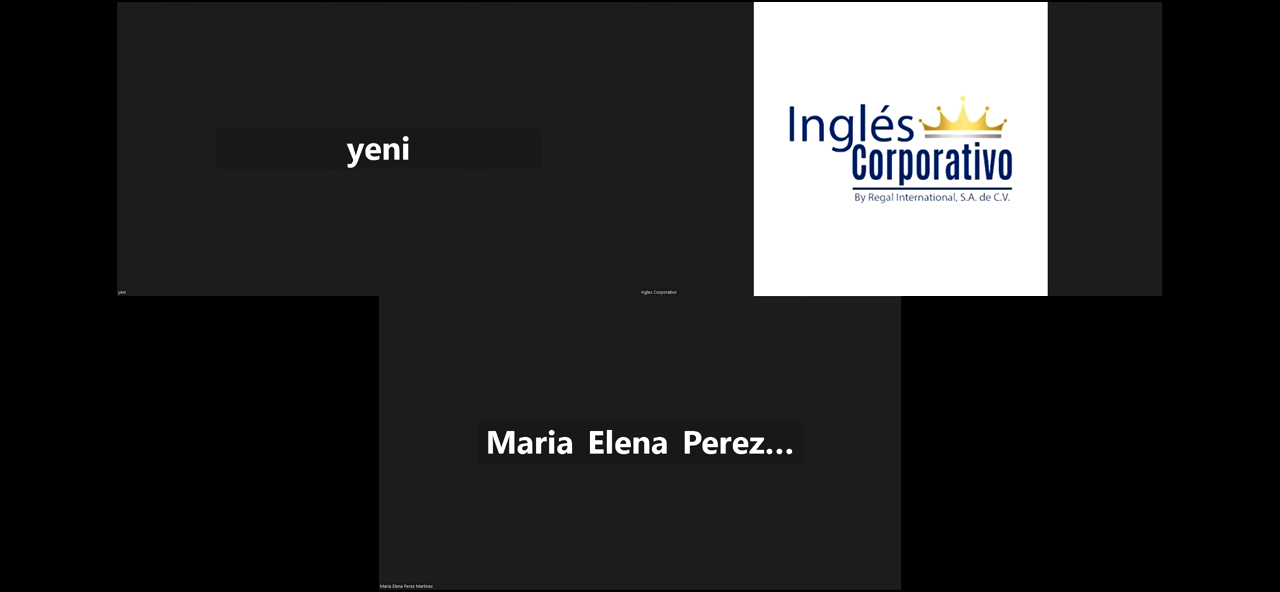 yeni
Inglés
Corporativo
By Regal International, S.A. de C.V.
yeni
Ingles Corporativo
Maria Elena Perez...
Maria Elena Perez Martinez